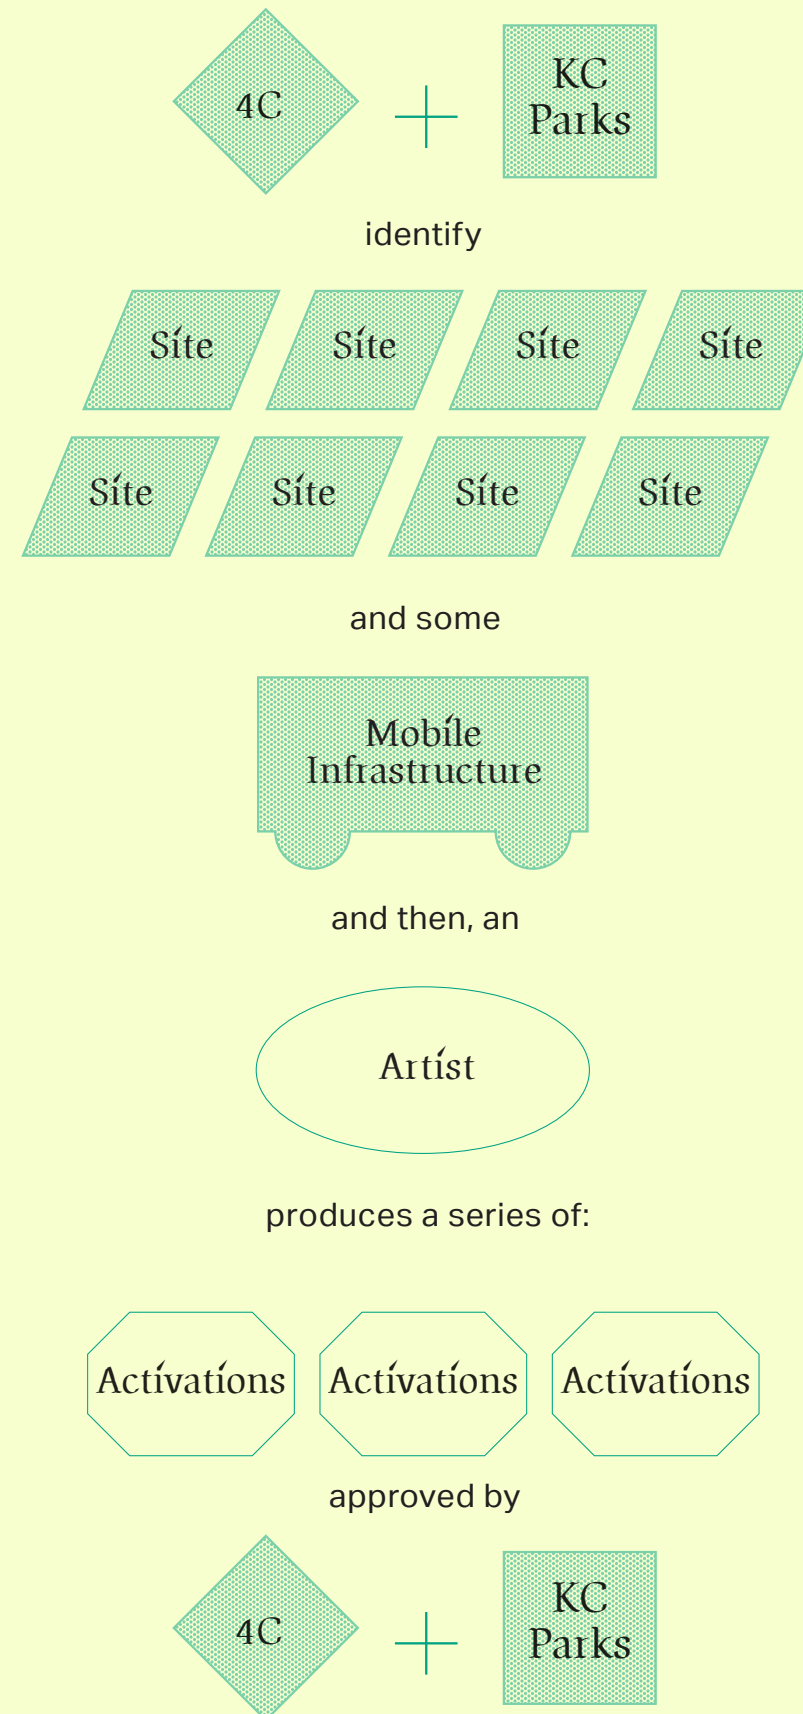 4C + KC
Parks
identify
Site Site Site Site
Site Site Site Site
and some
Mobile
Infrastructure
and then, an
Artist
produces a series of:
Activations Activations Activations
approved by
4C + KC
Parks